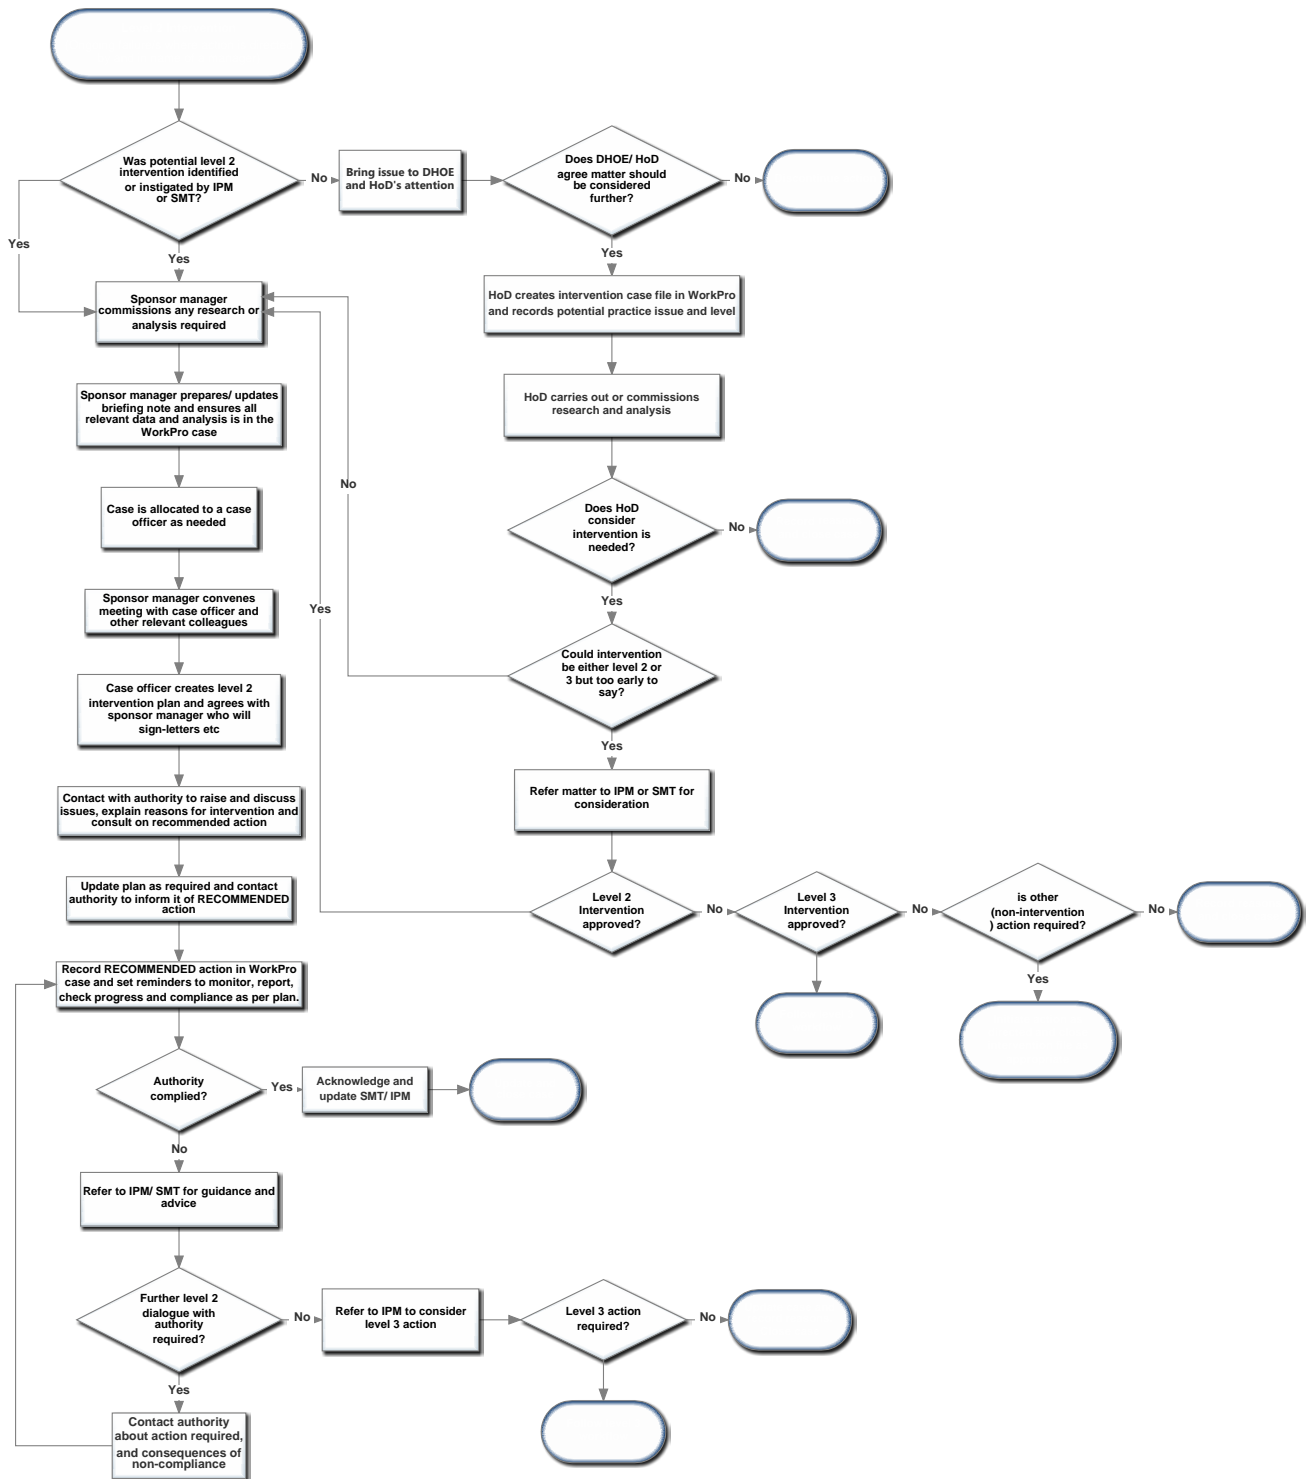 Was potential level 2
intervention identified
or instigated by IPM
or SMT?
No
Bring issue to DHOE
and HoD's attention
Does DHOE/ HoD
agree matter should
be considered
further?
No
Yes
Yes
Yes
Sponsor manager
commissions any research or
analysis required
HoD creates intervention case file in WorkPro
and records potential practice issue and level
Sponsor manager prepares/ updates
briefing note and ensures all
relevant data and analysis is in the
WorkPro case
HoD carries out or commissions
research and analysis
No
Case is allocated to a case
officer as needed
Does HoD
consider
intervention is
needed?
No
Yes
Yes
Sponsor manager convenes
meeting with case officer and
other relevant colleagues
Could intervention
be either level 2 or
3 but too early to
say?
Yes
Case officer creates level 2
intervention plan and agrees with
sponsor manager who will
sign-letters etc
Refer matter to IPM or SMT for
consideration
Contact with authority to raise and discuss
issues, explain reasons for intervention and
consult on recommended action
Update plan as required and contact
authority to inform it of RECOMMENDED
action
Level 2
Intervention
approved?
No
Level 3
Intervention
approved?
No
is other
(non-intervention
) action required?
No
Yes
Record RECOMMENDED action in WorkPro
case and set reminders to monitor, report,
check progress and compliance as per plan.
Authority
complied?
Yes
Acknowledge and
update SMT/ IPM
No
Refer to IPM/ SMT for guidance and
advice
Further level 2
dialogue with
authority
required?
No
Refer to IPM to consider
level 3 action
Level 3 action
required?
No
Yes
Contact authority
about action required,
and consequences of
non-compliance